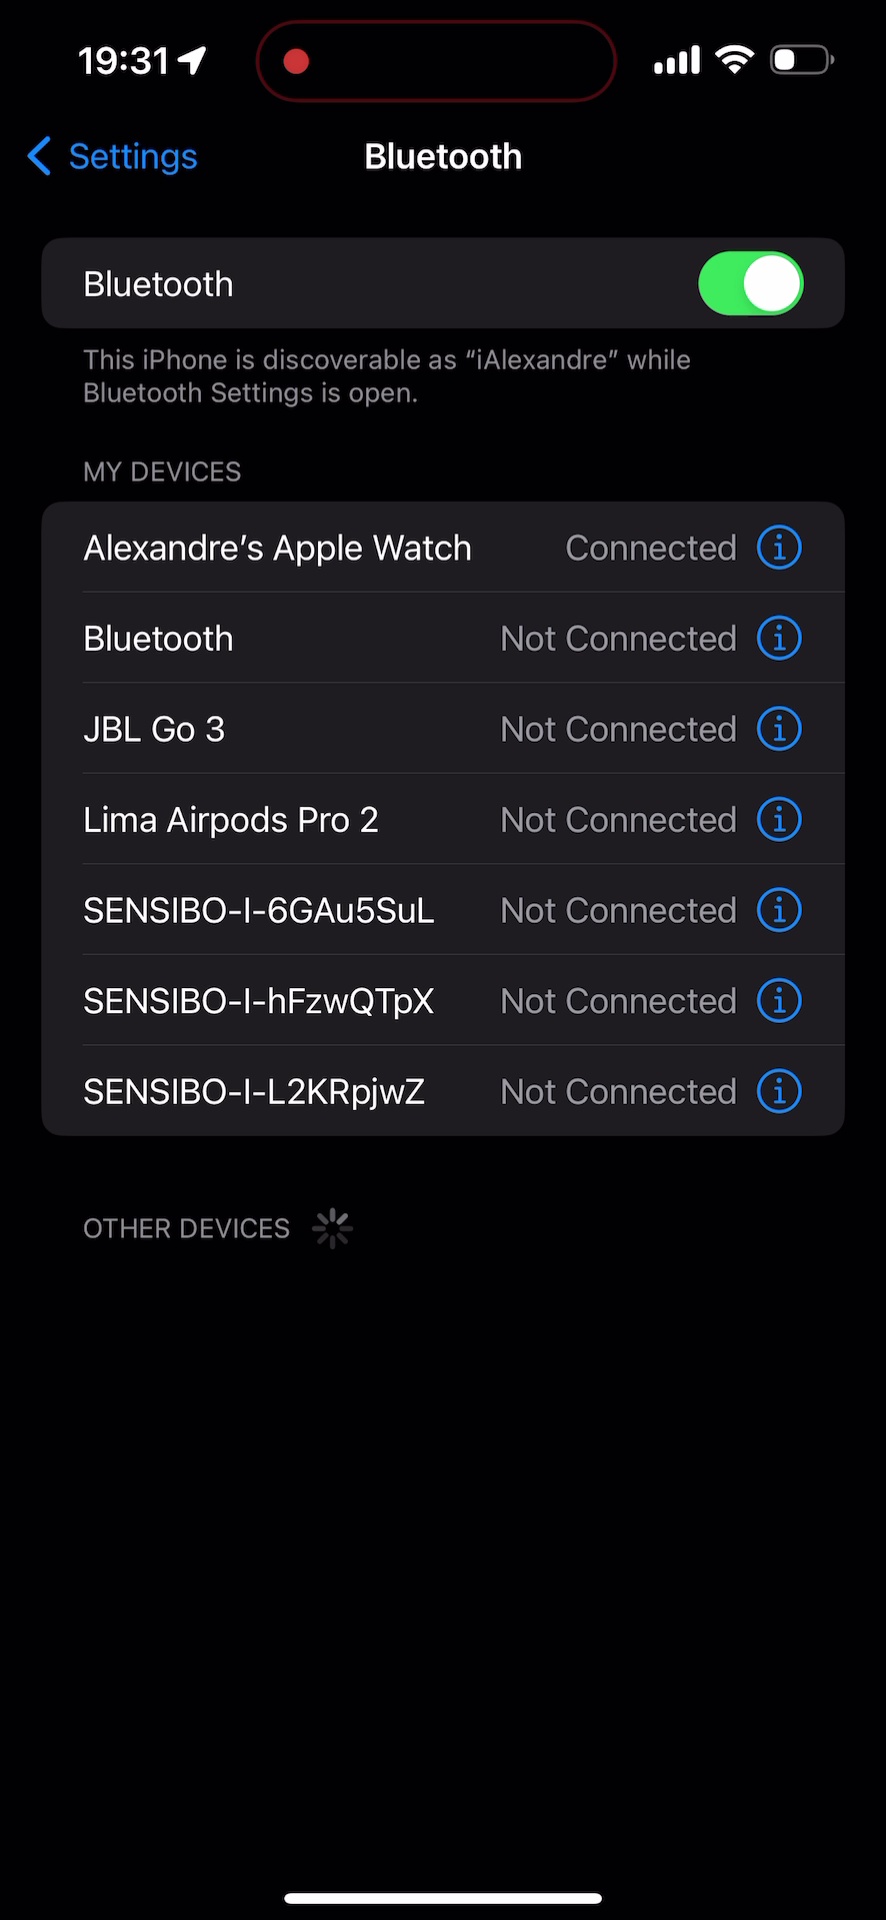 19:31
Settings
Bluetooth
Bluetooth
This iPhone is discoverable as “iAlexandre” while
Bluetooth Settings is open.
MY DEVICES
Alexandre’s Apple Watch Connected
Bluetooth Not Connected
JBL Go 3 Not Connected
Lima Airpods Pro 2 Not Connected
SENSIBO-I-6GAu5SuL Not Connected
SENSIBO-I-hFzwQTpX Not Connected
SENSIBO-I-L2KRpjwZ Not Connected
OTHER DEVICES